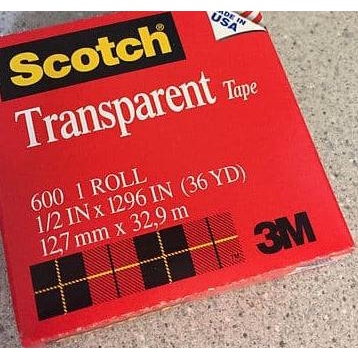 MADE IN
USA
Scotch®
Transparent Tape
600 1 ROLL
1/2 IN x 1296 IN (36 YD)
12,7 mm x 32,9 m
3M
TM